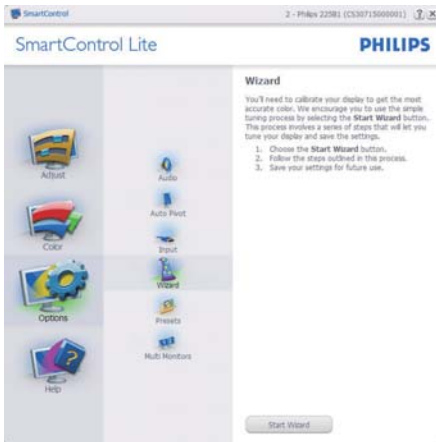 SmartControl
2 - Philips 225B1 (CS30715000001)
SmartControl Lite
PHILIPS
Adjust
Color
Options
Help
Audio
Auto Pivot
Input
Wizard
Presets
Multi Monitors
Wizard
You'll need to calibrate your display to get the most
accurate color. We encourage you to use the simple
tuning process by selecting the Start Wizard button.
This process involves a series of steps that will let you
tune your display and save the settings.
1. Choose the Start Wizard button.
2. Follow the steps outlined in this process.
3. Save your settings for future use.
Start Wizard